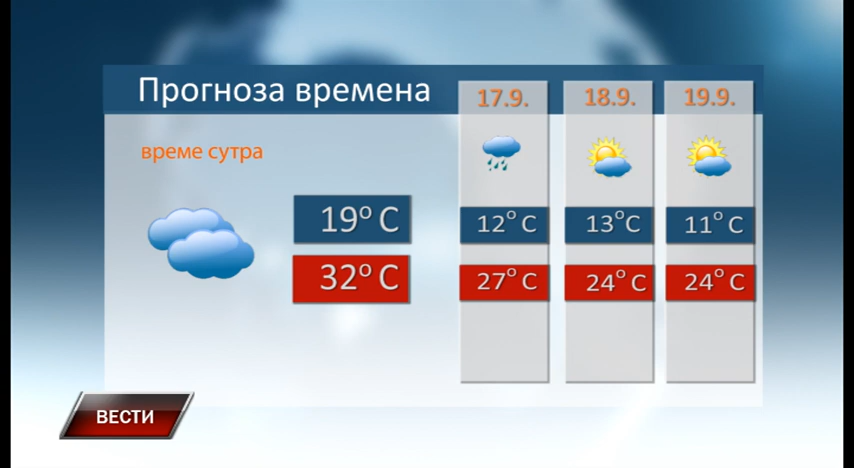 Прогноза времена
време сутра
19° C
32° C
17.9.
18.9.
19.9.
12° C
13°C
11° C
27° C
24° C
24° C
ВЕСТИ